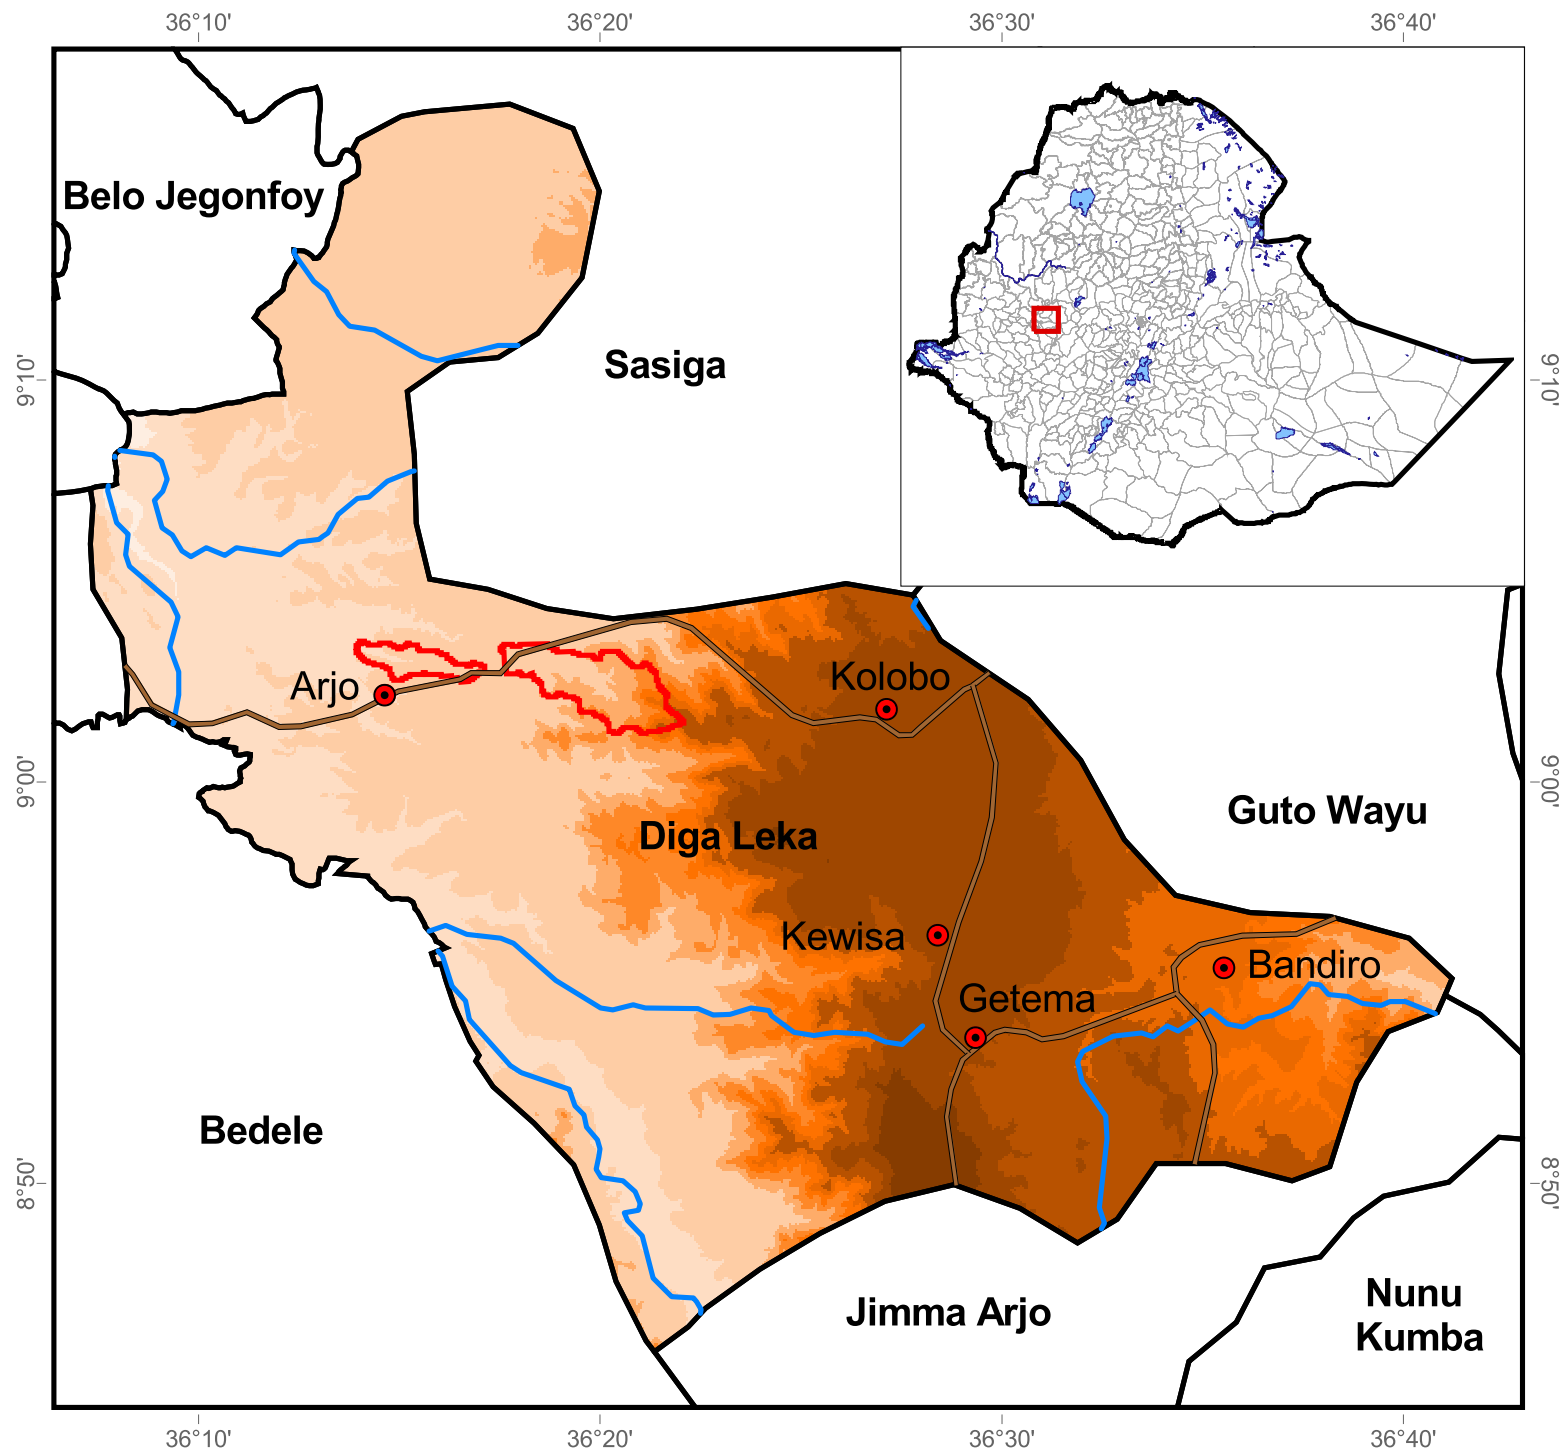 36°10'
36°20'
36°30'
36°40'
Belo Jegonfoy
Sasiga
9°10'
9°10'
Arjo
Kolobo
9°00'
9°00'
Guto Wayu
Diga Leka
Kewisa
Bandiro
Getema
Bedele
8°50'
8°50'
Jimma Arjo
Nunu
Kumba
36°10'
36°20'
36°30'
36°40'